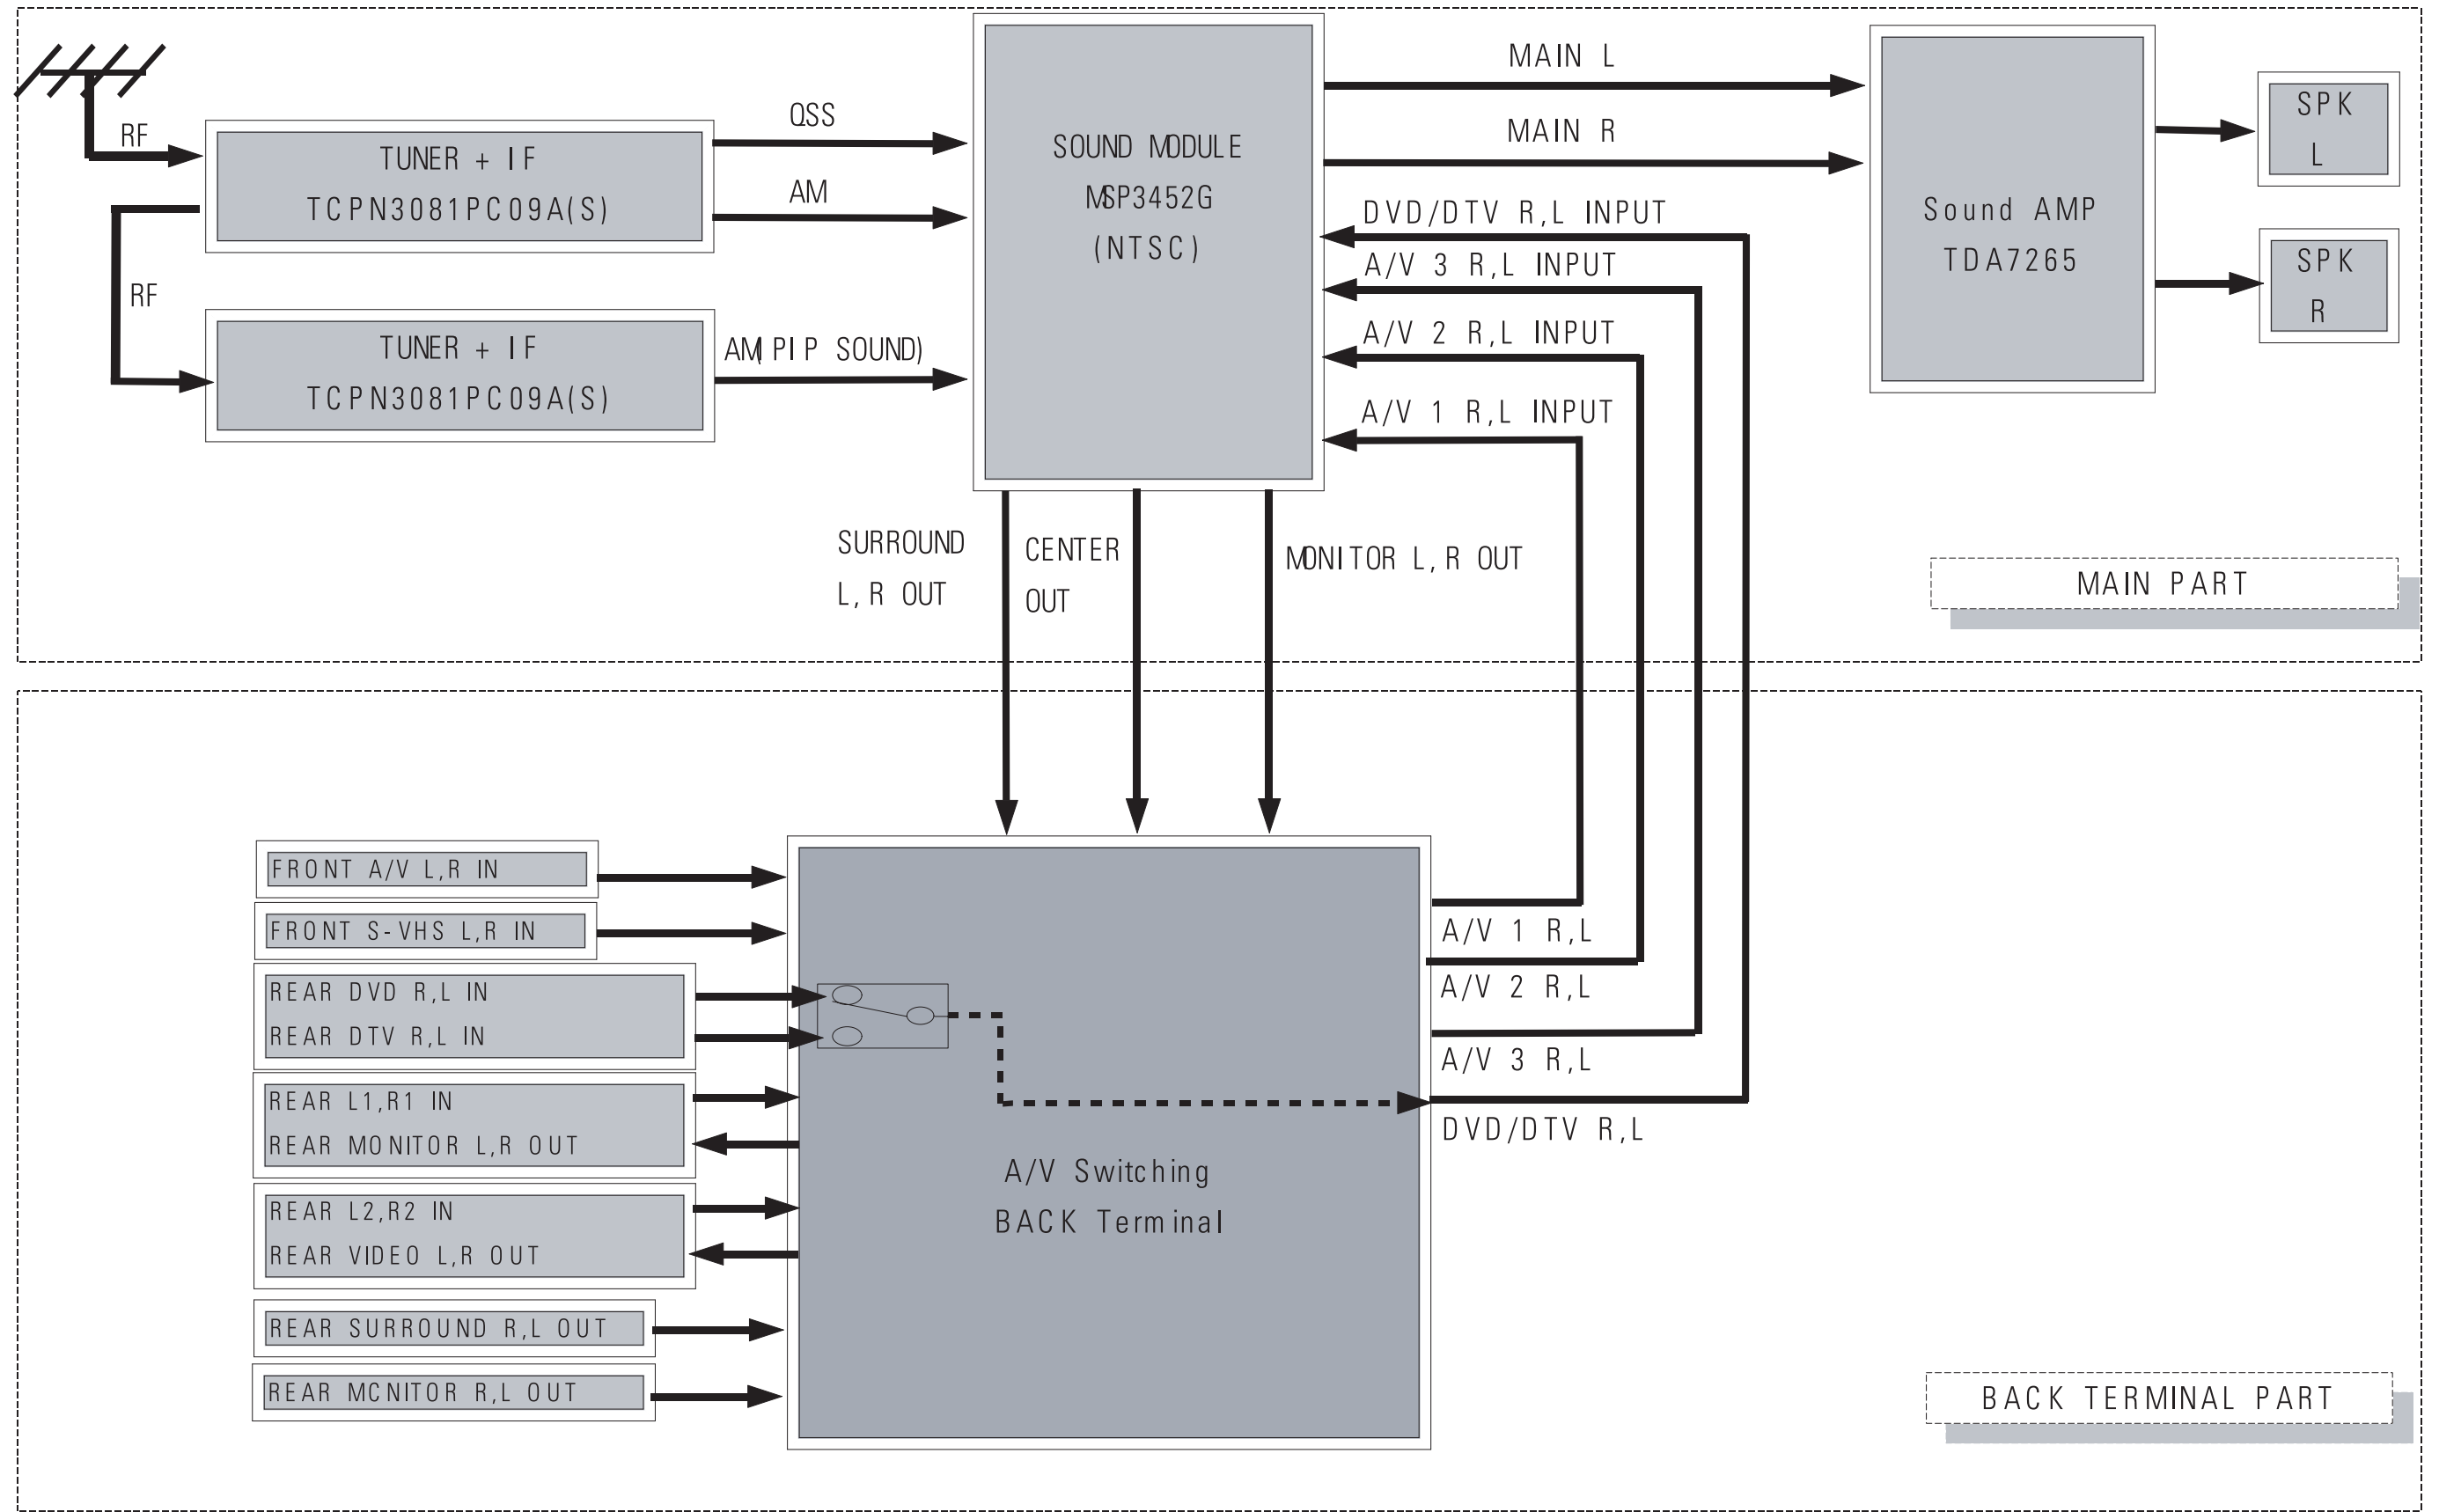 RF
TUNER + IF
TCPN3081PC09A(S)
QSS
AM
RF
TUNER + IF
TCPN3081PC09A(S)
AM(PIP SOUND)
SOUND MODULE
MSP3452G
(NTSC)
MAIN L
MAIN R
DVD/DTV R,L INPUT
A/V 3 R,L INPUT
A/V 2 R,L INPUT
A/V 1 R,L INPUT
Sound AMP
TDA7265
SPK
L
SPK
R
SURROUND
L,R OUT
CENTER
OUT
MONITOR L,R OUT
MAIN PART
FRONT A/V L,R IN
FRONT S-VHS L,R IN
REAR DVD R,L IN
REAR DTV R,L IN
REAR L1,R1 IN
REAR MONITOR L,R OUT
REAR L2,R2 IN
REAR VIDEO L,R OUT
REAR SURROUND R,L OUT
REAR MCNITOR R,L OUT
A/V Switching
BACK Terminal
A/V 1 R,L
A/V 2 R,L
A/V 3 R,L
DVD/DTV R,L
BACK TERMINAL PART